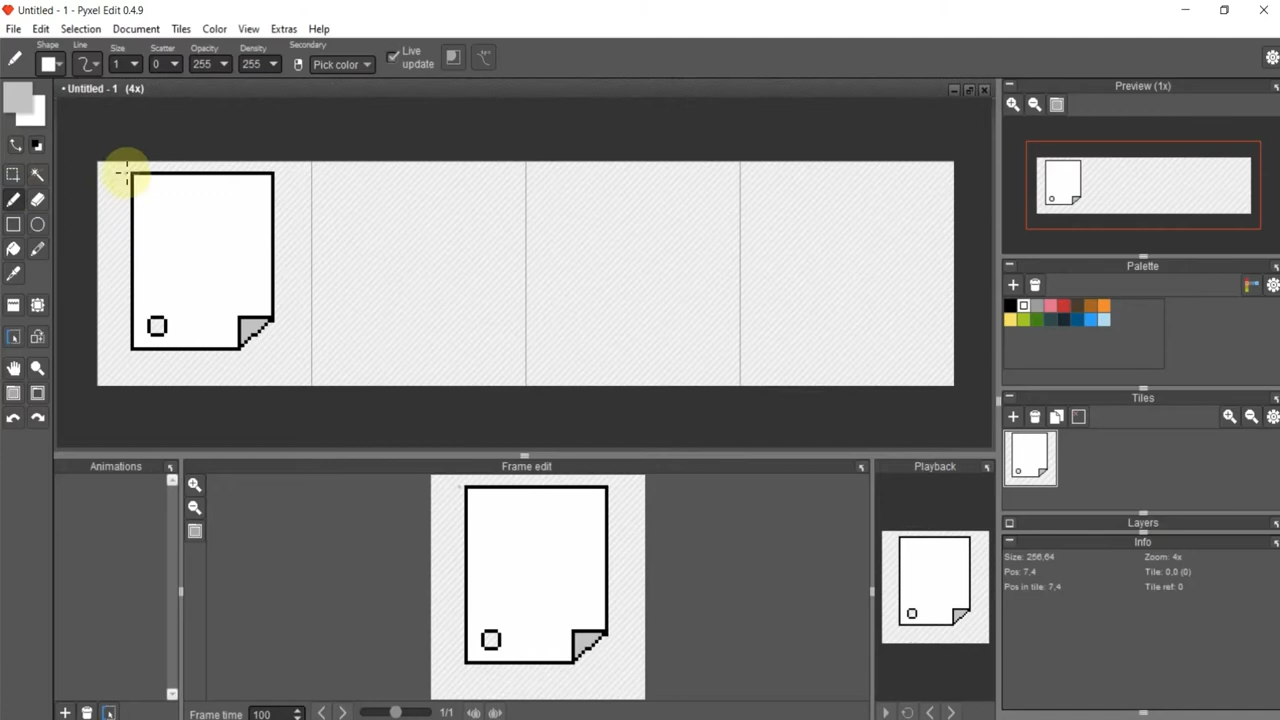 Untitled - 1 - Pyxel Edit 0.4.9
File Edit Selection Document Tiles Color View Extras Help
Shape Line Size Scatter Opacity Density Secondary
1 0 255 255 Pick color Live update
• Untitled - 1 (4x)
Preview (1x)
Palette
Tiles
Layers
Info
Size: 256,64 Zoom: 4x
Pos: 7,4 Tile: 0,0 (0)
Pos in tile: 7,4 Tile ref: 0
Animations Frame edit Playback
Frame time 100 1/1